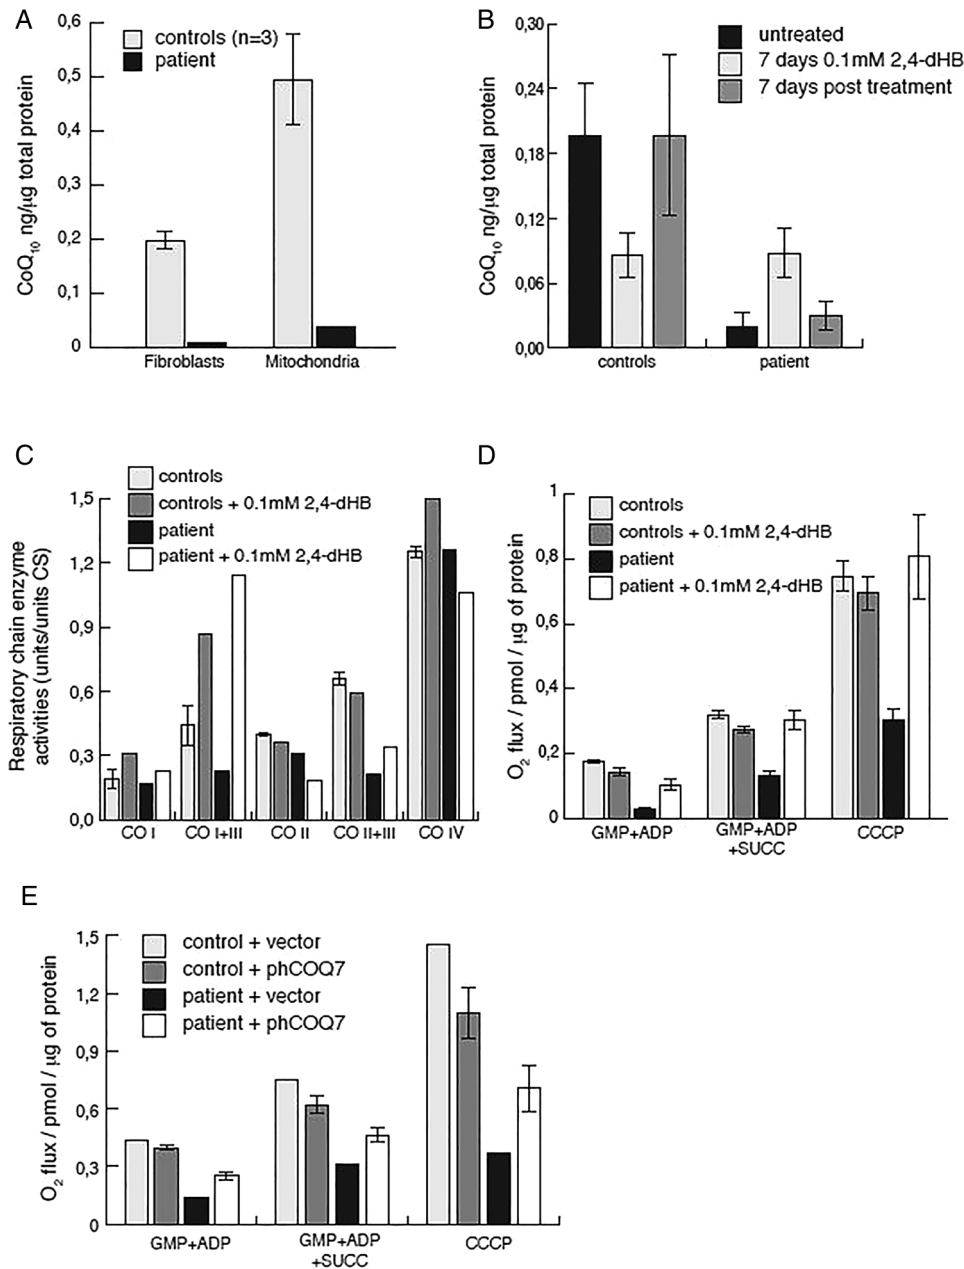 A
0,6
0,5
0,4
0,3
0,2
0,1
0
CoQ10 ng/µg total protein
controls (n=3)
patient
Fibroblasts Mitochondria
B
0,30
0,24
0,18
0,12
0,06
0,00
CoQ10 ng/µg total protein
untreated
7 days 0.1mM 2,4-dHB
7 days post treatment
controls patient
C
1,5
1,2
0,9
0,6
0,3
0,0
Respiratory chain enzyme
activities (units/units CS)
controls
controls + 0.1mM 2,4-dHB
patient
patient + 0.1mM 2,4-dHB
CO I CO I+III CO II CO II+III CO IV
D
1
0,8
0,6
0,4
0,2
0
O2 flux / pmol / µg of protein
controls
controls + 0.1mM 2,4-dHB
patient
patient + 0.1mM 2,4-dHB
GMP+ADP GMP+ADP CCCP
+SUCC
E
1,5
1,2
0,9
0,6
0,3
0
O2 flux / pmol / µg of protein
control + vector
control + phCOQ7
patient + vector
patient + phCOQ7
GMP+ADP GMP+ADP CCCP
+SUCC